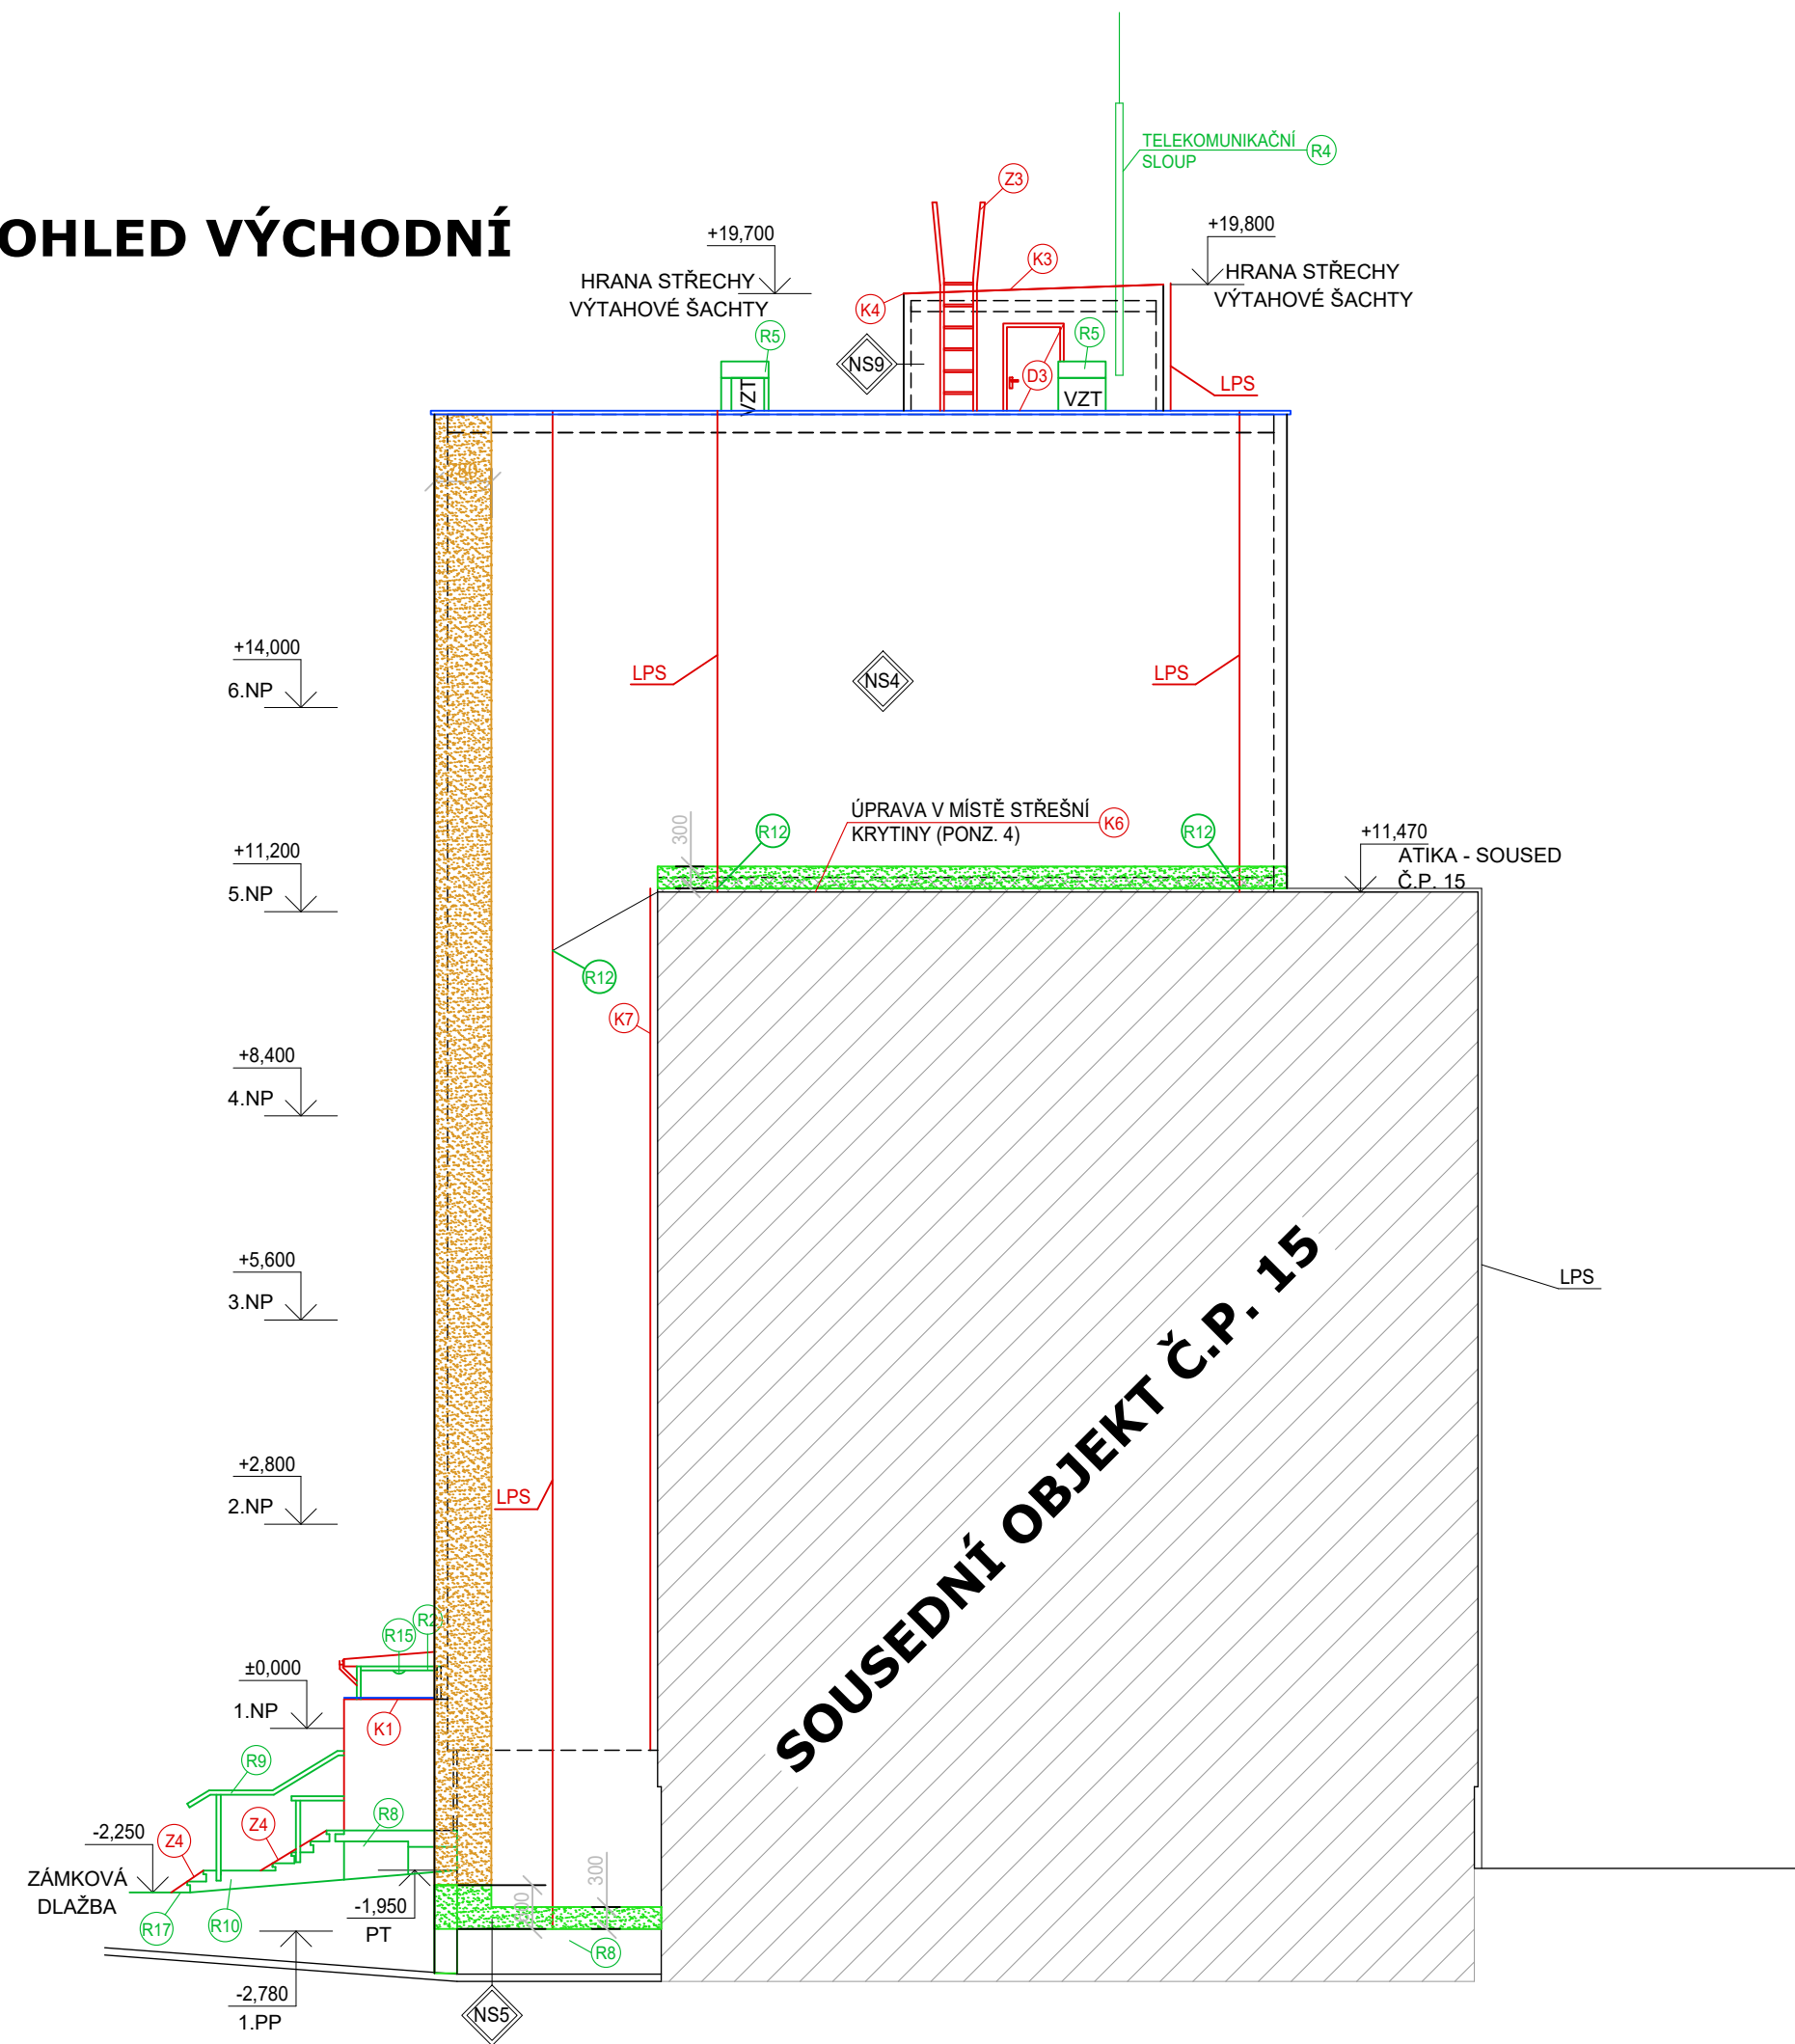 OHLED VÝCHODNÍ
TELEKOMUNIKAČNÍ
SLOUP
R4
Z3
+19,700
HRANA STŘECHY
VÝTAHOVÉ ŠACHTY
+19,800
HRANA STŘECHY
VÝTAHOVÉ ŠACHTY
K3
K4
R5
R5
NS9
D3
VZT
VZT
LPS
780
+14,000
6.NP
LPS
NS4
LPS
300
R12
ÚPRAVA V MÍSTĚ STŘEŠNÍ
KRYTINY (PONZ. 4)
K6
R12
+11,470
ATIKA - SOUSED
Č.P. 15
+11,200
5.NP
R12
K7
+8,400
4.NP
+5,600
3.NP
LPS
SOUSEDNÍ OBJEKT Č.P. 15
+2,800
2.NP
LPS
R15
±0,000
1.NP
K1
R9
R8
Z4
Z4
-2,250
ZÁMKOVÁ
DLAŽBA
-1,950
PT
300
R17
R10
R8
-2,780
1.PP
NS5